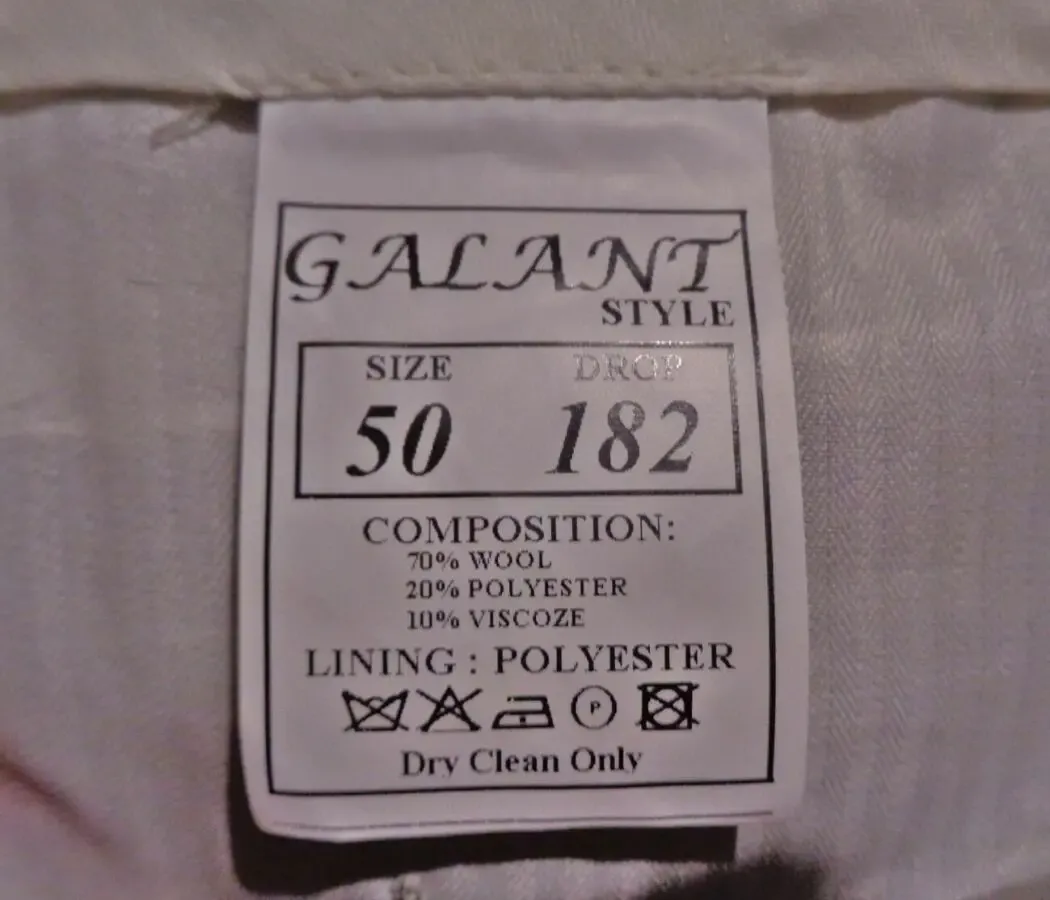 GALANT
STYLE
SIZE DROP
50 182
COMPOSITION:
70% WOOL
20% POLYESTER
10% VISCOZE
LINING : POLYESTER
P
Dry Clean Only